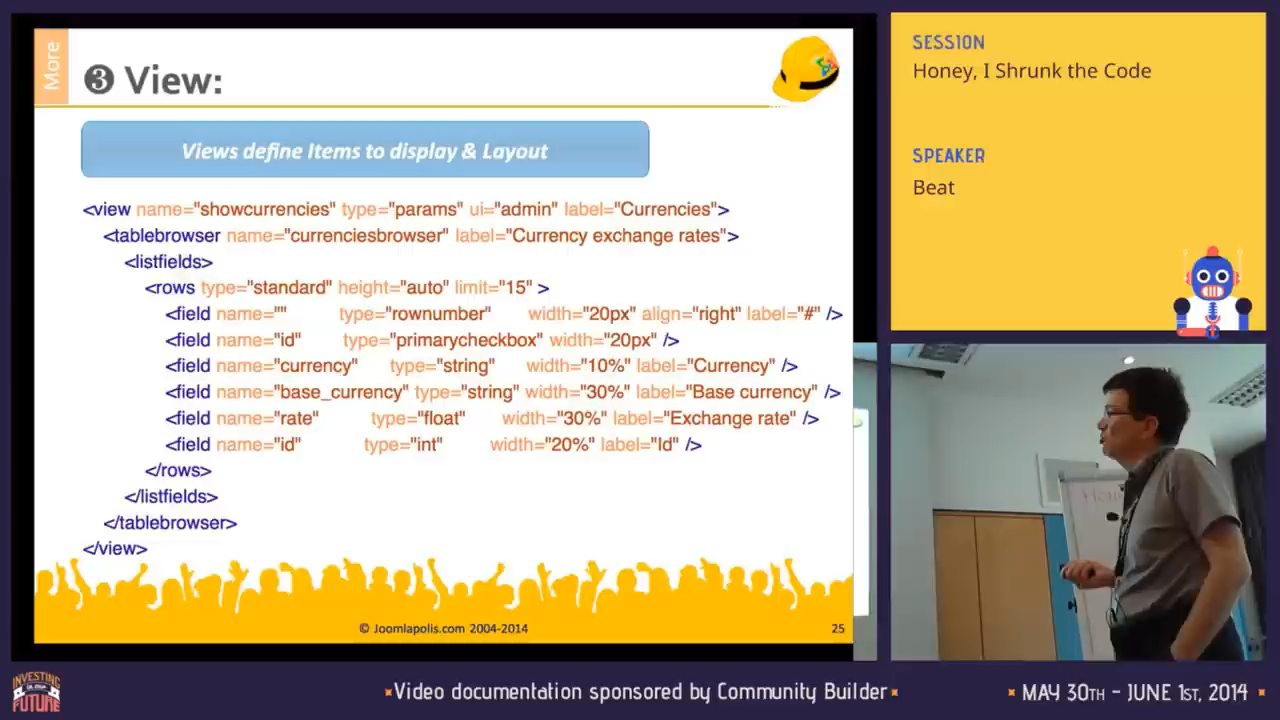 More
❸ View:
Views define Items to display & Layout
<view name="showcurrencies" type="params" ui="admin" label="Currencies">
<tablebrowser name="currenciesbrowser" label="Currency exchange rates">
<listfields>
<rows type="standard" height="auto" limit="15" >
<field name="" type="rownumber" width="20px" align="right" label="#" />
<field name="id" type="primarycheckbox" width="20px" />
<field name="currency" type="string" width="10%" label="Currency" />
<field name="base_currency" type="string" width="30%" label="Base currency" />
<field name="rate" type="float" width="30%" label="Exchange rate" />
<field name="id" type="int" width="20%" label="Id" />
</rows>
</listfields>
</tablebrowser>
</view>
© Joomlapolis.com 2004-2014
25
SESSION
Honey, I Shrunk the Code
SPEAKER
Beat
INVESTING
IN OUR
FUTURE
Video documentation sponsored by Community Builder
MAY 30TH - JUNE 1ST, 2014